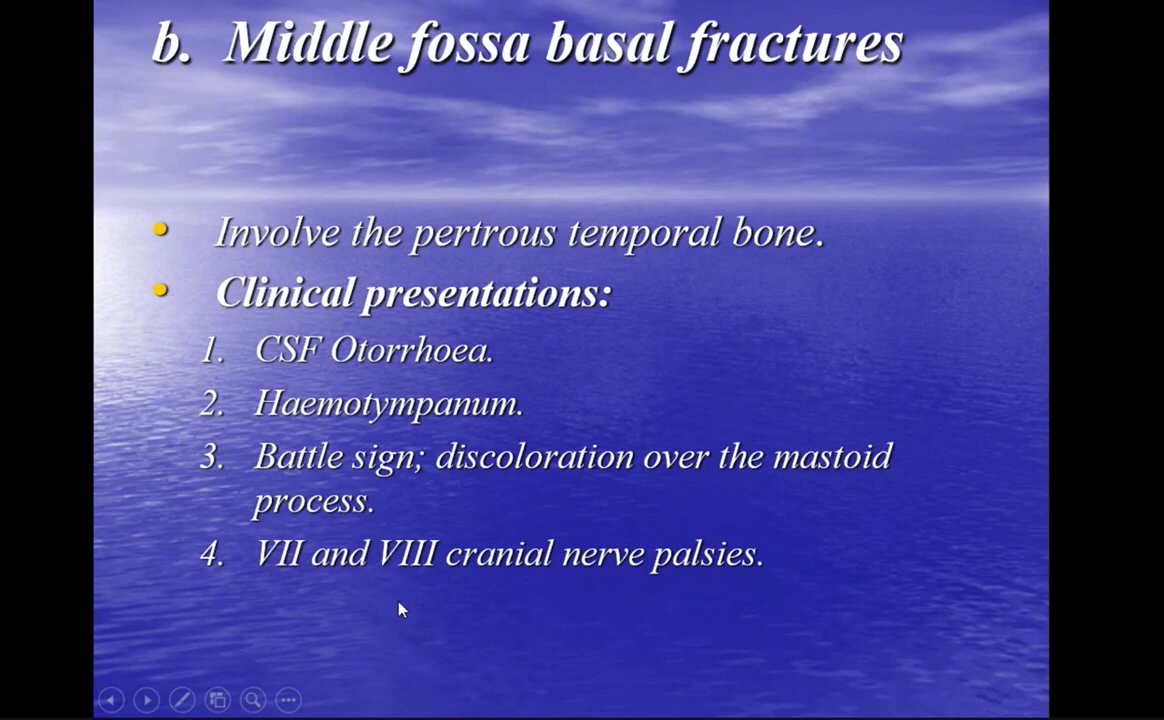 b. Middle fossa basal fractures
• Involve the pertrous temporal bone.
• Clinical presentations:
1. CSF Otorrhoea.
2. Haemotympanum.
3. Battle sign; discoloration over the mastoid
process.
4. VII and VIII cranial nerve palsies.